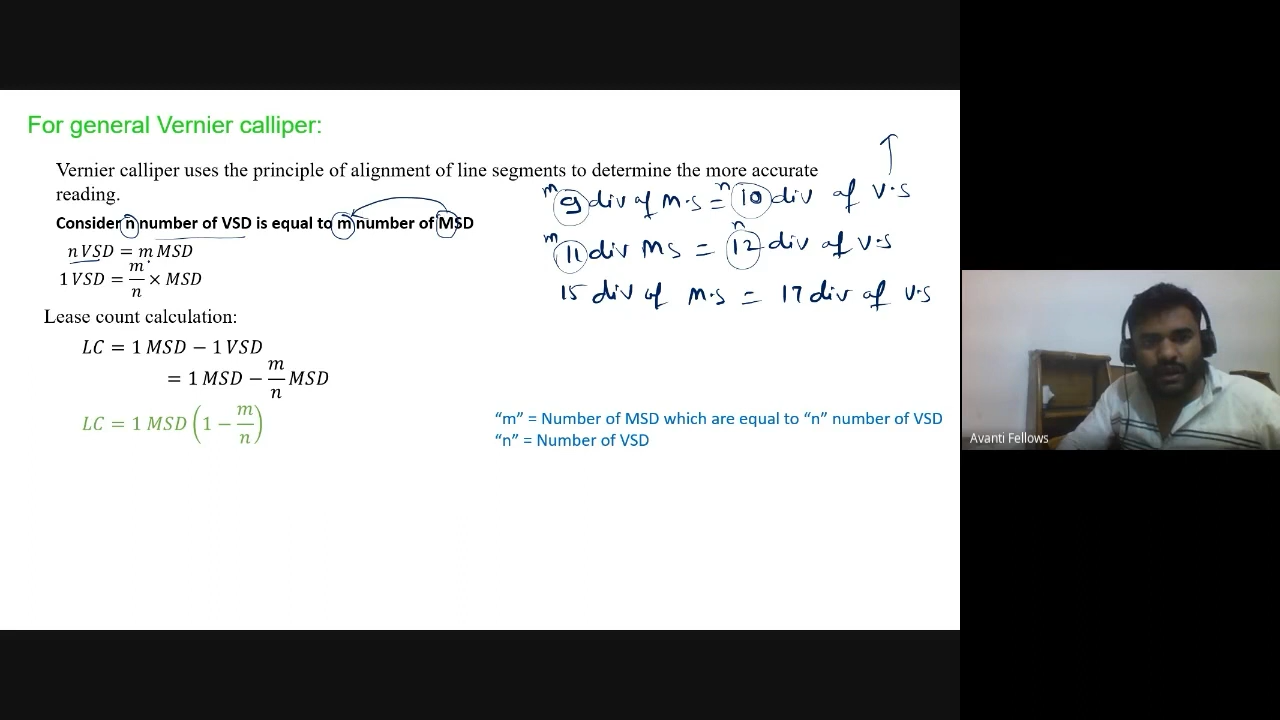 For general Vernier calliper:
Vernier calliper uses the principle of alignment of line segments to determine the more accurate
reading.
Consider n number of VSD is equal to m number of MSD
n VSD = m MSD
1 VSD = m/n × MSD
Lease count calculation:
LC = 1 MSD − 1 VSD
= 1 MSD − m/n MSD
LC = 1 MSD (1 − m/n)
m n
9 div of M.S = 10 div of V.S
m n
11 div MS = 12 div of V.S
15 div of M.S = 17 div of V.S
“m” = Number of MSD which are equal to “n” number of VSD
“n” = Number of VSD
Avanti Fellows